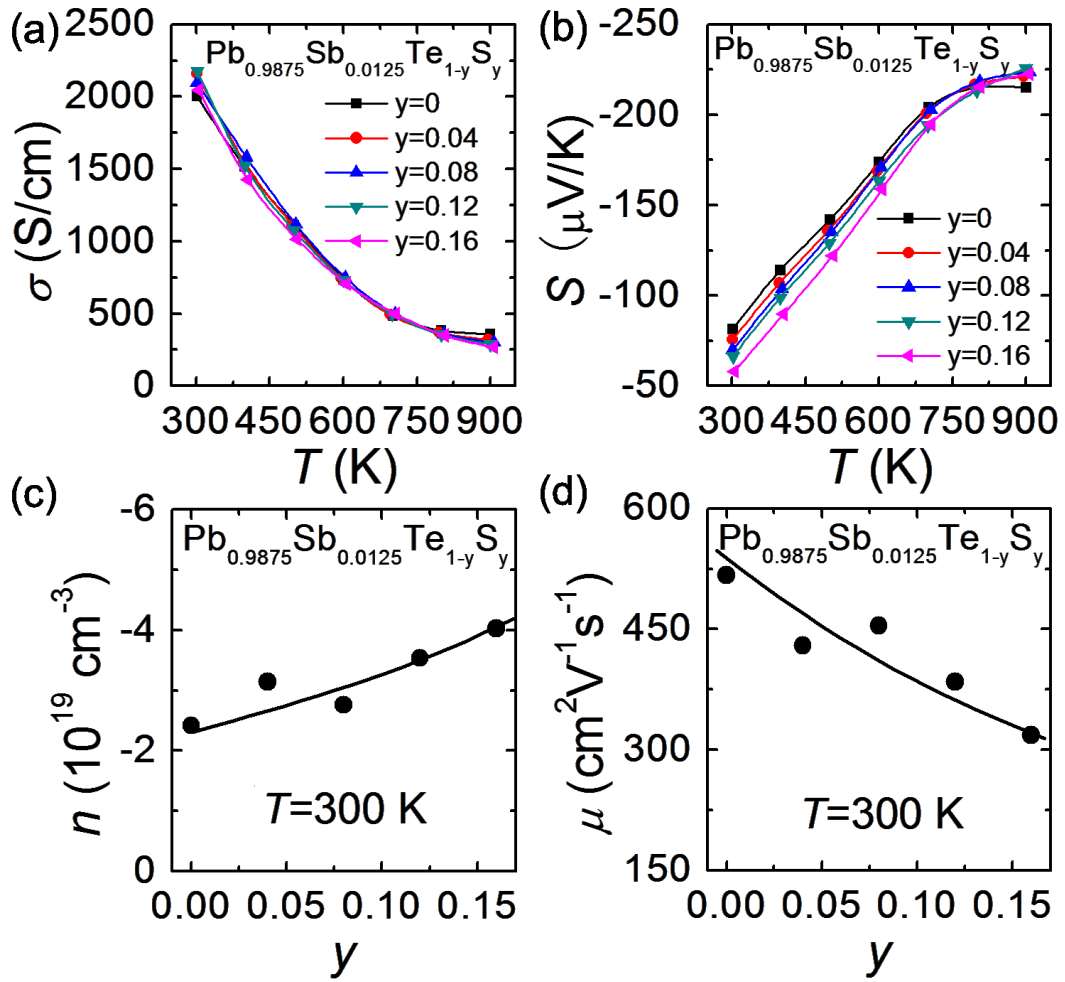 (a)
Pb0.9875Sb0.0125Te1-ySy
y=0
y=0.04
y=0.08
y=0.12
y=0.16
2500
2000
1500
1000
500
0
σ (S/cm)
300 450 600 750 900
T (K)
(b)
Pb0.9875Sb0.0125Te1-ySy
-250
-200
-150
-100
-50
S (μV/K)
y=0
y=0.04
y=0.08
y=0.12
y=0.16
300 450 600 750 900
T (K)
(c)
Pb0.9875Sb0.0125Te1-ySy
-6
-4
-2
0
n (10^19 cm^-3)
T=300 K
0.00 0.05 0.10 0.15
y
(d)
Pb0.9875Sb0.0125Te1-ySy
600
450
300
150
μ (cm^2V^-1s^-1)
T=300 K
0.00 0.05 0.10 0.15
y